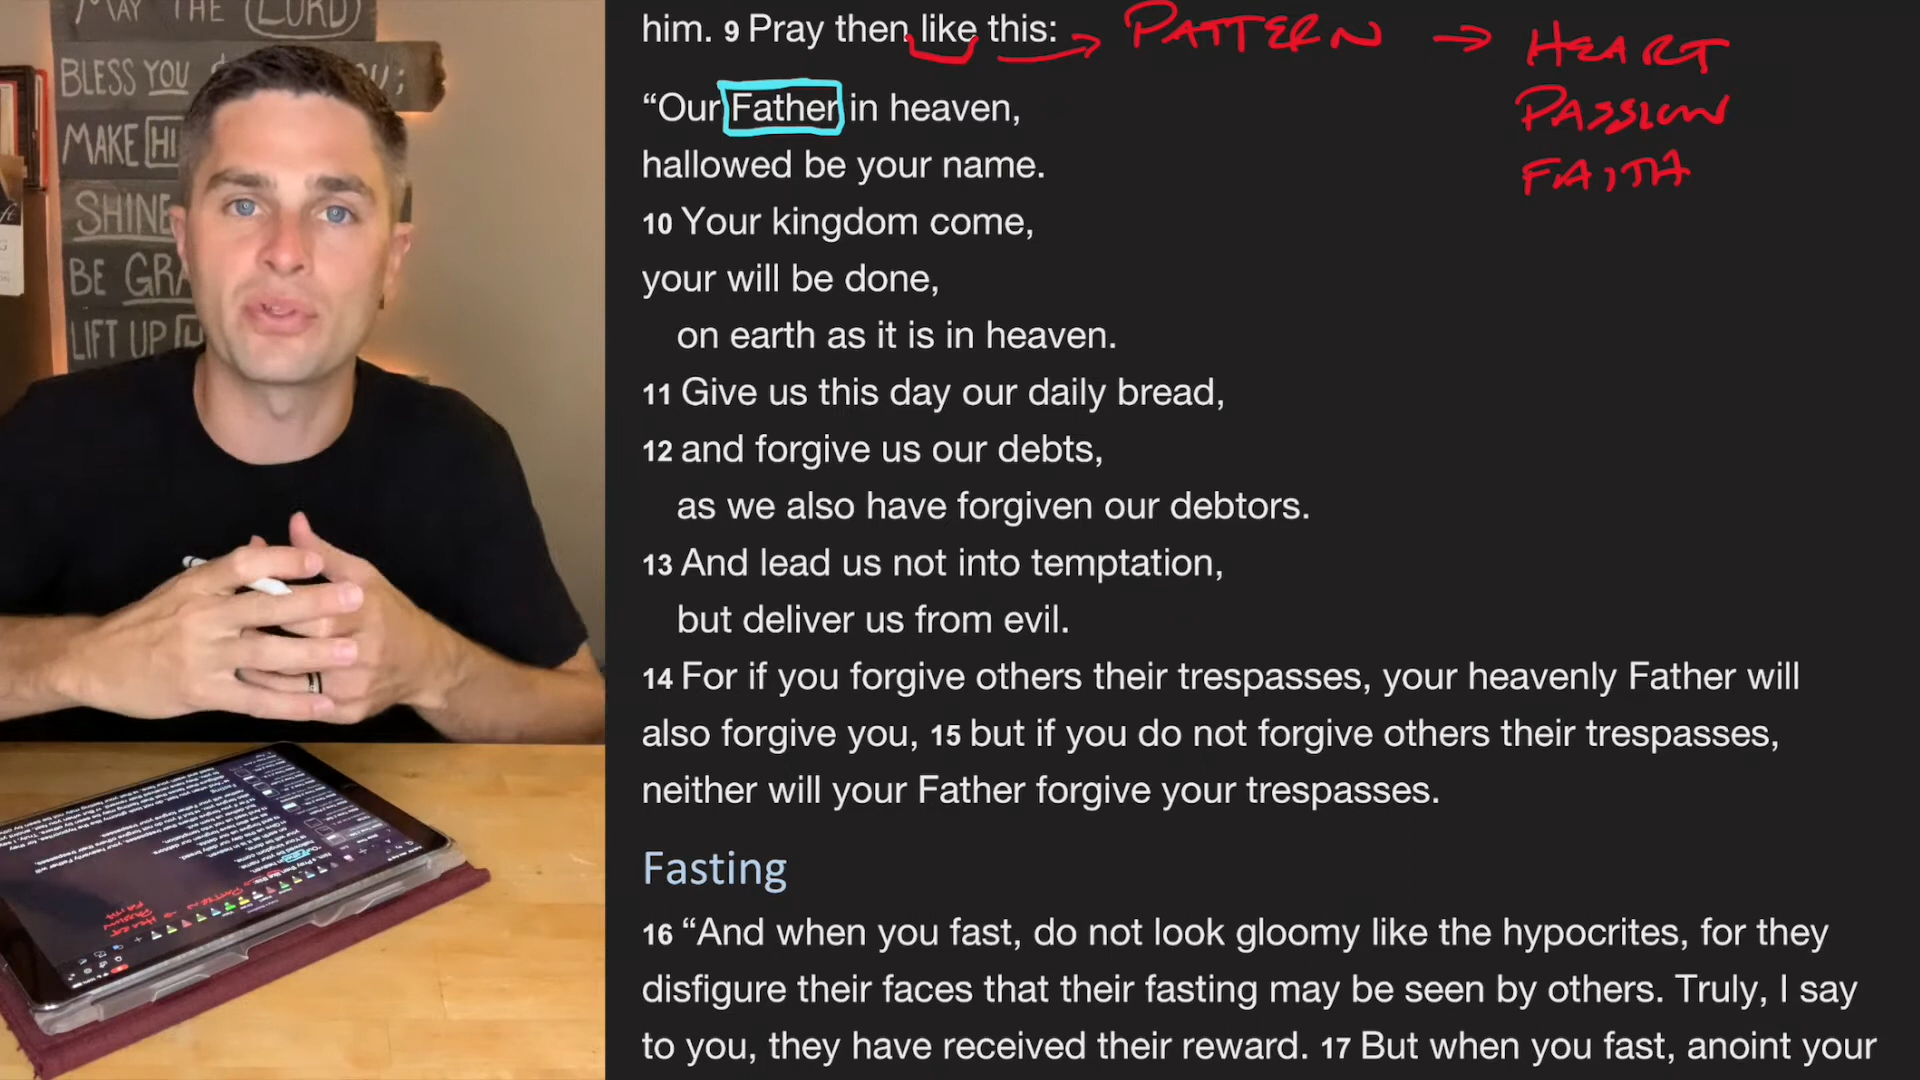 MAY THE LORD
BLESS YOU
MAKE HI
SHINE
BE GRA
LIFT UP
him. 9 Pray then like this: PATTERN → HEART
PASSION
FAITH
“Our Father in heaven,
hallowed be your name.
10 Your kingdom come,
your will be done,
on earth as it is in heaven.
11 Give us this day our daily bread,
12 and forgive us our debts,
as we also have forgiven our debtors.
13 And lead us not into temptation,
but deliver us from evil.
14 For if you forgive others their trespasses, your heavenly Father will
also forgive you, 15 but if you do not forgive others their trespasses,
neither will your Father forgive your trespasses.
Fasting
16 “And when you fast, do not look gloomy like the hypocrites, for they
disfigure their faces that their fasting may be seen by others. Truly, I say
to you, they have received their reward. 17 But when you fast, anoint your